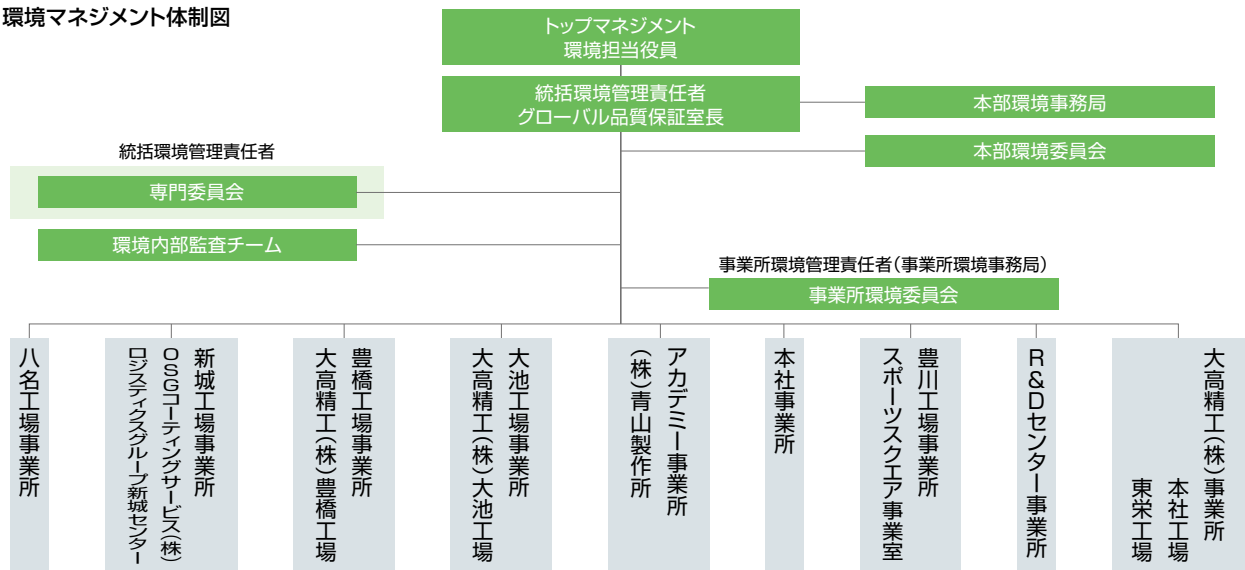 環境マネジメント体制図
トップマネジメント
環境担当役員
統括環境管理責任者
グローバル品質保証室長
本部環境事務局
本部環境委員会
統括環境管理責任者
専門委員会
環境内部監査チーム
事業所環境管理責任者(事業所環境事務局)
事業所環境委員会
八名工場事業所
新城工場事業所
OSGコーティングサービス(株)
ロジスティクスグループ新城センター
豊橋工場事業所
大高精工(株)豊橋工場
大池工場事業所
大高精工(株)大池工場
アカデミー事業所
(株)青山製作所
本社事業所
豊川工場事業所
スポーツスクエア事業室
R&Dセンター事業所
大高精工(株)事業所
本社工場
東栄工場